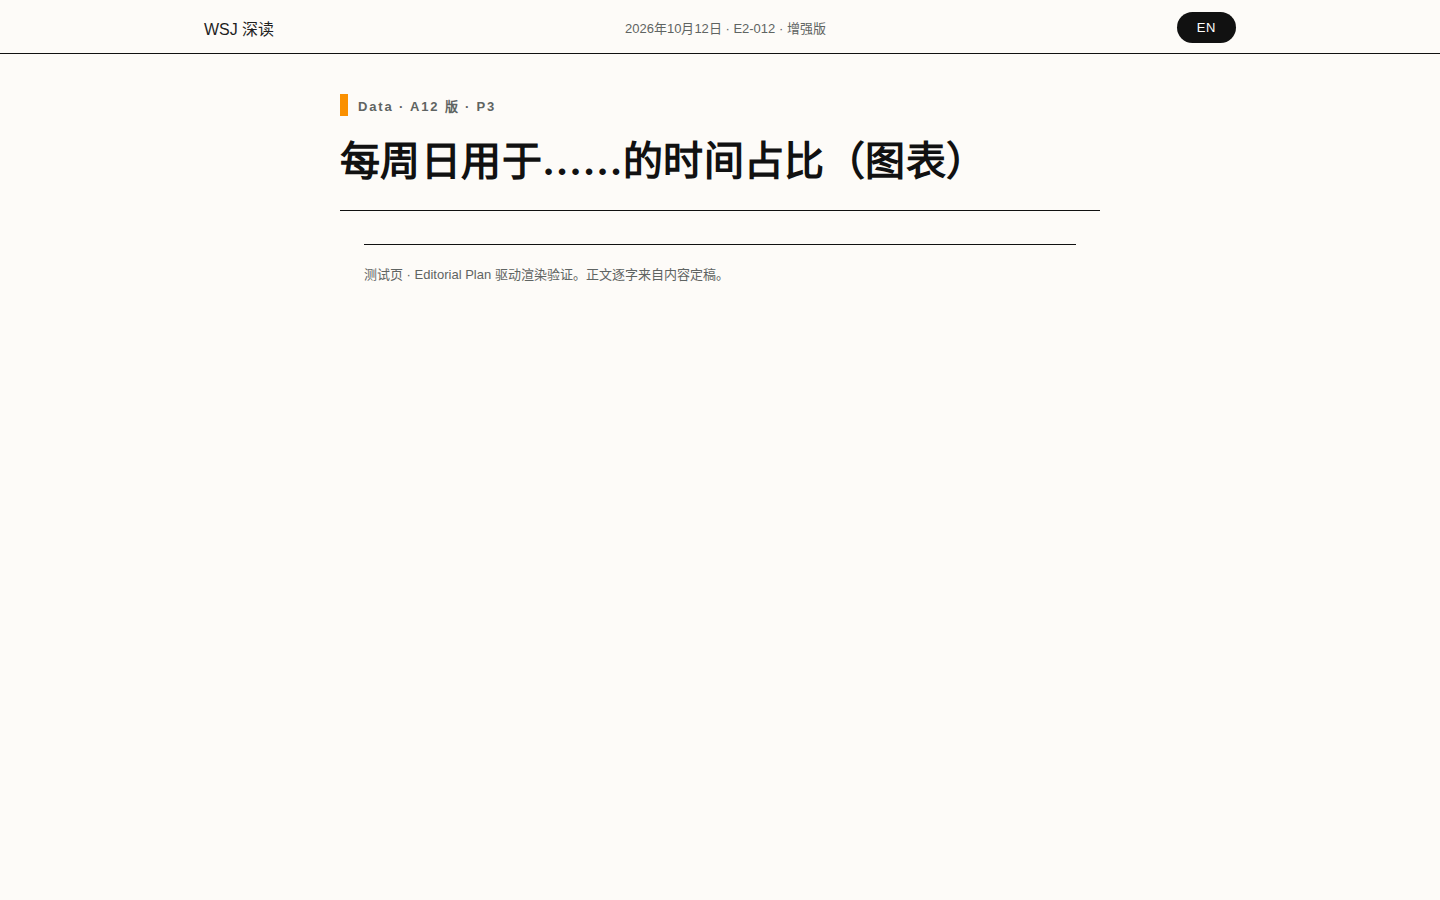 WSJ 深读
2026年10月12日 · E2-012 · 增强版
EN
Data · A12 版 · P3
每周日用于……的时间占比（图表）
测试页 · Editorial Plan 驱动渲染验证。正文逐字来自内容定稿。